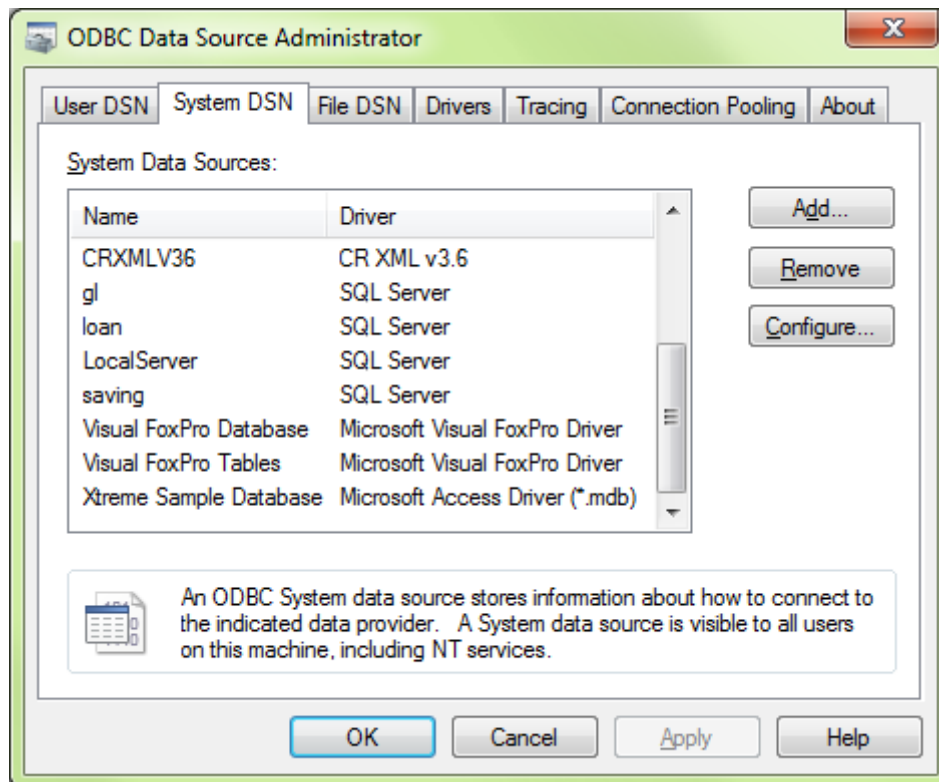 ODBC Data Source Administrator
User DSN System DSN File DSN Drivers Tracing Connection Pooling About
System Data Sources:
Name Driver
CRXMLV36 CR XML v3.6
gl SQL Server
loan SQL Server
LocalServer SQL Server
saving SQL Server
Visual FoxPro Database Microsoft Visual FoxPro Driver
Visual FoxPro Tables Microsoft Visual FoxPro Driver
Xtreme Sample Database Microsoft Access Driver (*.mdb)
Add...
Remove
Configure...
An ODBC System data source stores information about how to connect to
the indicated data provider. A System data source is visible to all users
on this machine, including NT services.
OK Cancel Apply Help